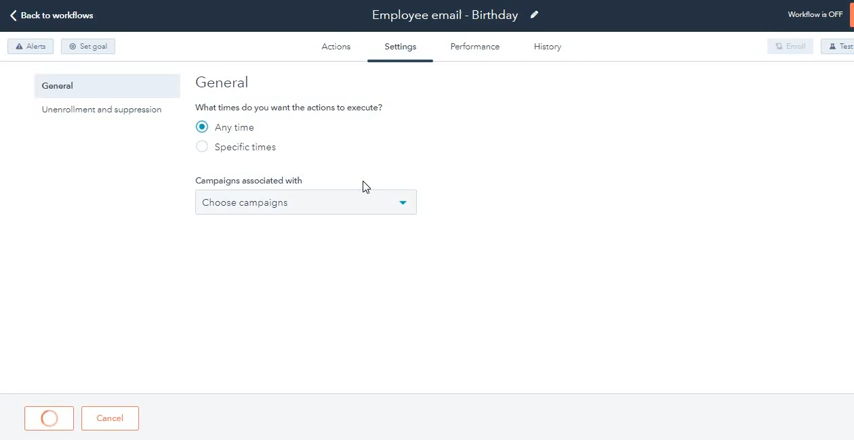 Back to workflows
Employee email - Birthday
Workflow is OFF
Alerts
Set goal
Actions
Settings
Performance
History
Enroll
Test
General
Unenrollment and suppression
General
What times do you want the actions to execute?
Any time
Specific times
Campaigns associated with
Choose campaigns
Cancel